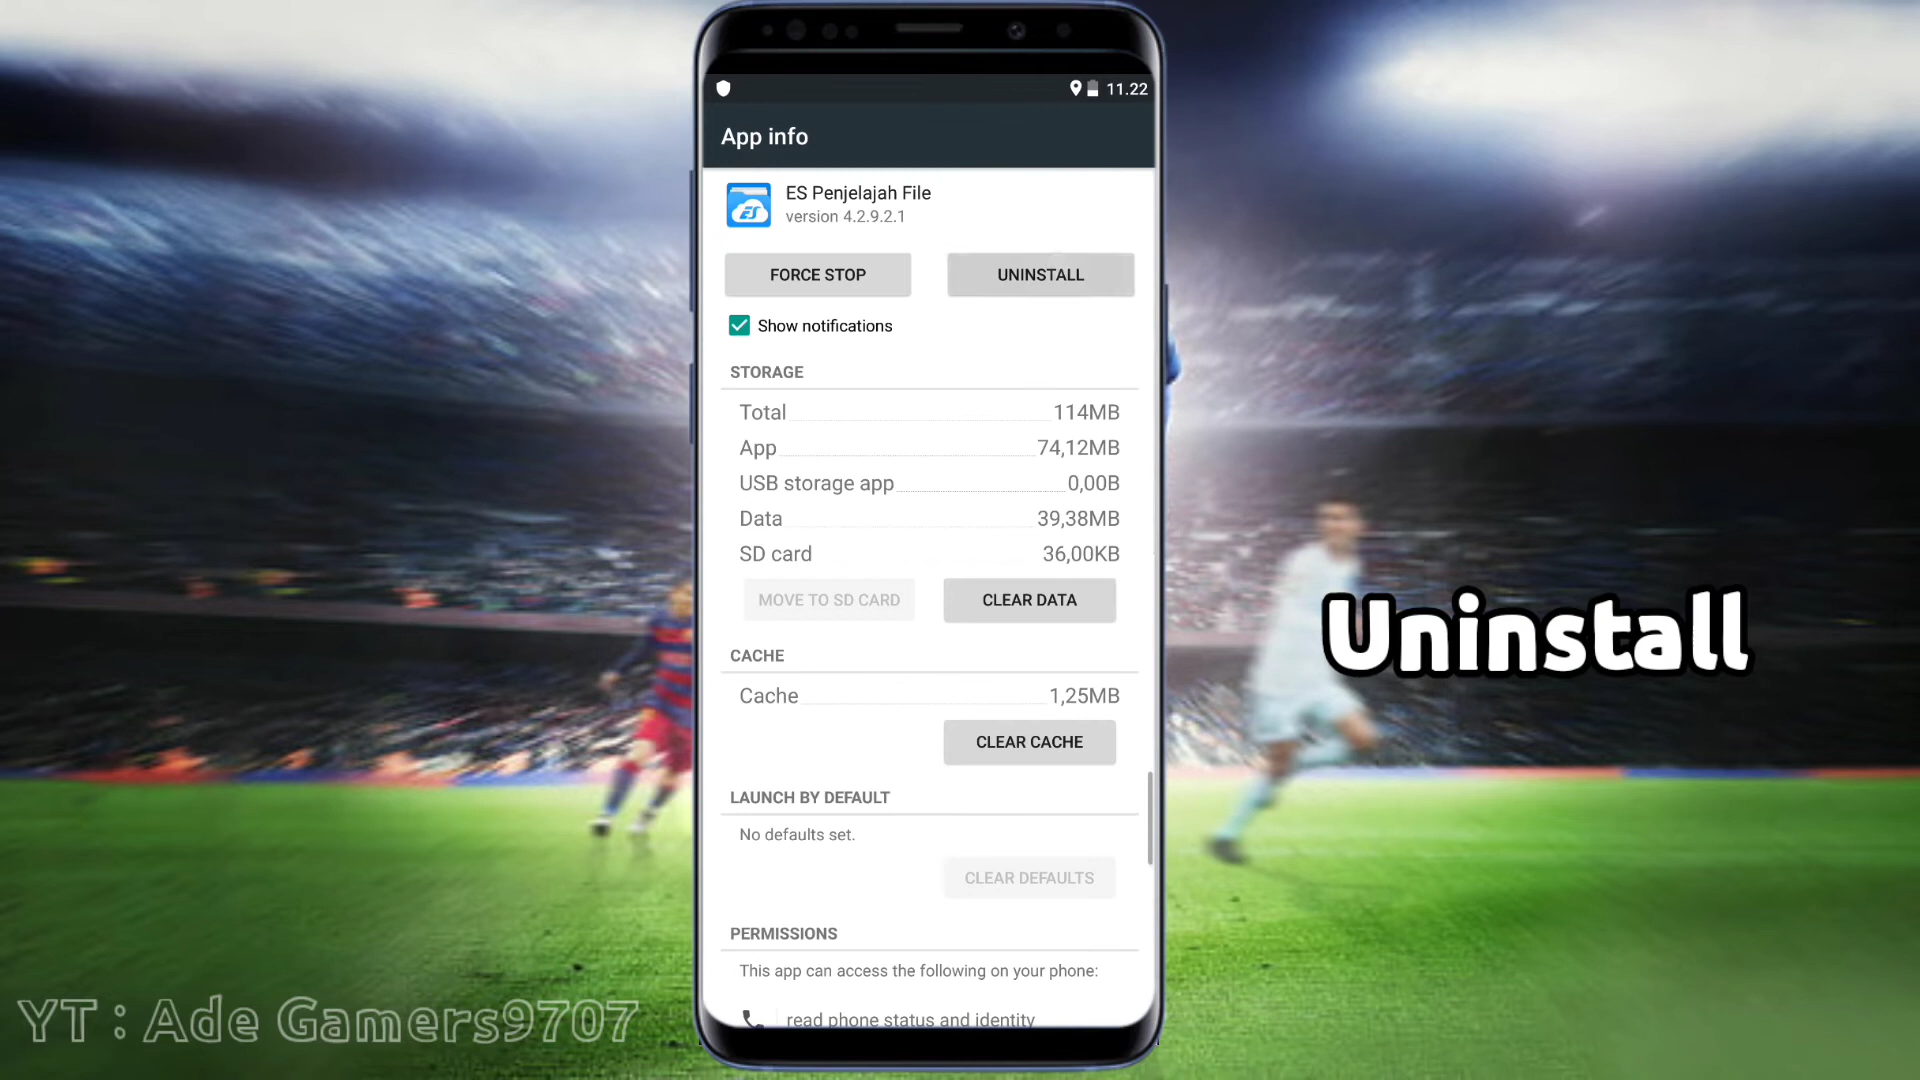 11.22
App info
ES Penjelajah File
version 4.2.9.2.1
FORCE STOP
UNINSTALL
Show notifications
STORAGE
Total 114MB
App 74,12MB
USB storage app 0,00B
Data 39,38MB
SD card 36,00KB
MOVE TO SD CARD
CLEAR DATA
CACHE
Cache 1,25MB
CLEAR CACHE
LAUNCH BY DEFAULT
No defaults set.
CLEAR DEFAULTS
PERMISSIONS
This app can access the following on your phone:
read phone status and identity
Uninstall
YT : Ade Gamers9707